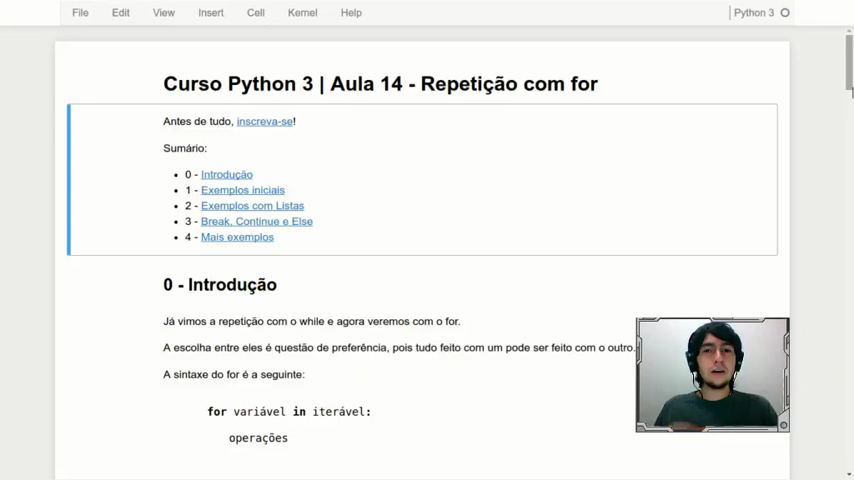 File Edit View Insert Cell Kernel Help Python 3
Curso Python 3 | Aula 14 - Repetição com for
Antes de tudo, inscreva-se!
Sumário:
0 - Introdução
1 - Exemplos iniciais
2 - Exemplos com Listas
3 - Break, Continue e Else
4 - Mais exemplos
0 - Introdução
Já vimos a repetição com o while e agora veremos com o for.
A escolha entre eles é questão de preferência, pois tudo feito com um pode ser feito com o outro.
A sintaxe do for é a seguinte:
for variável in iterável:
operações